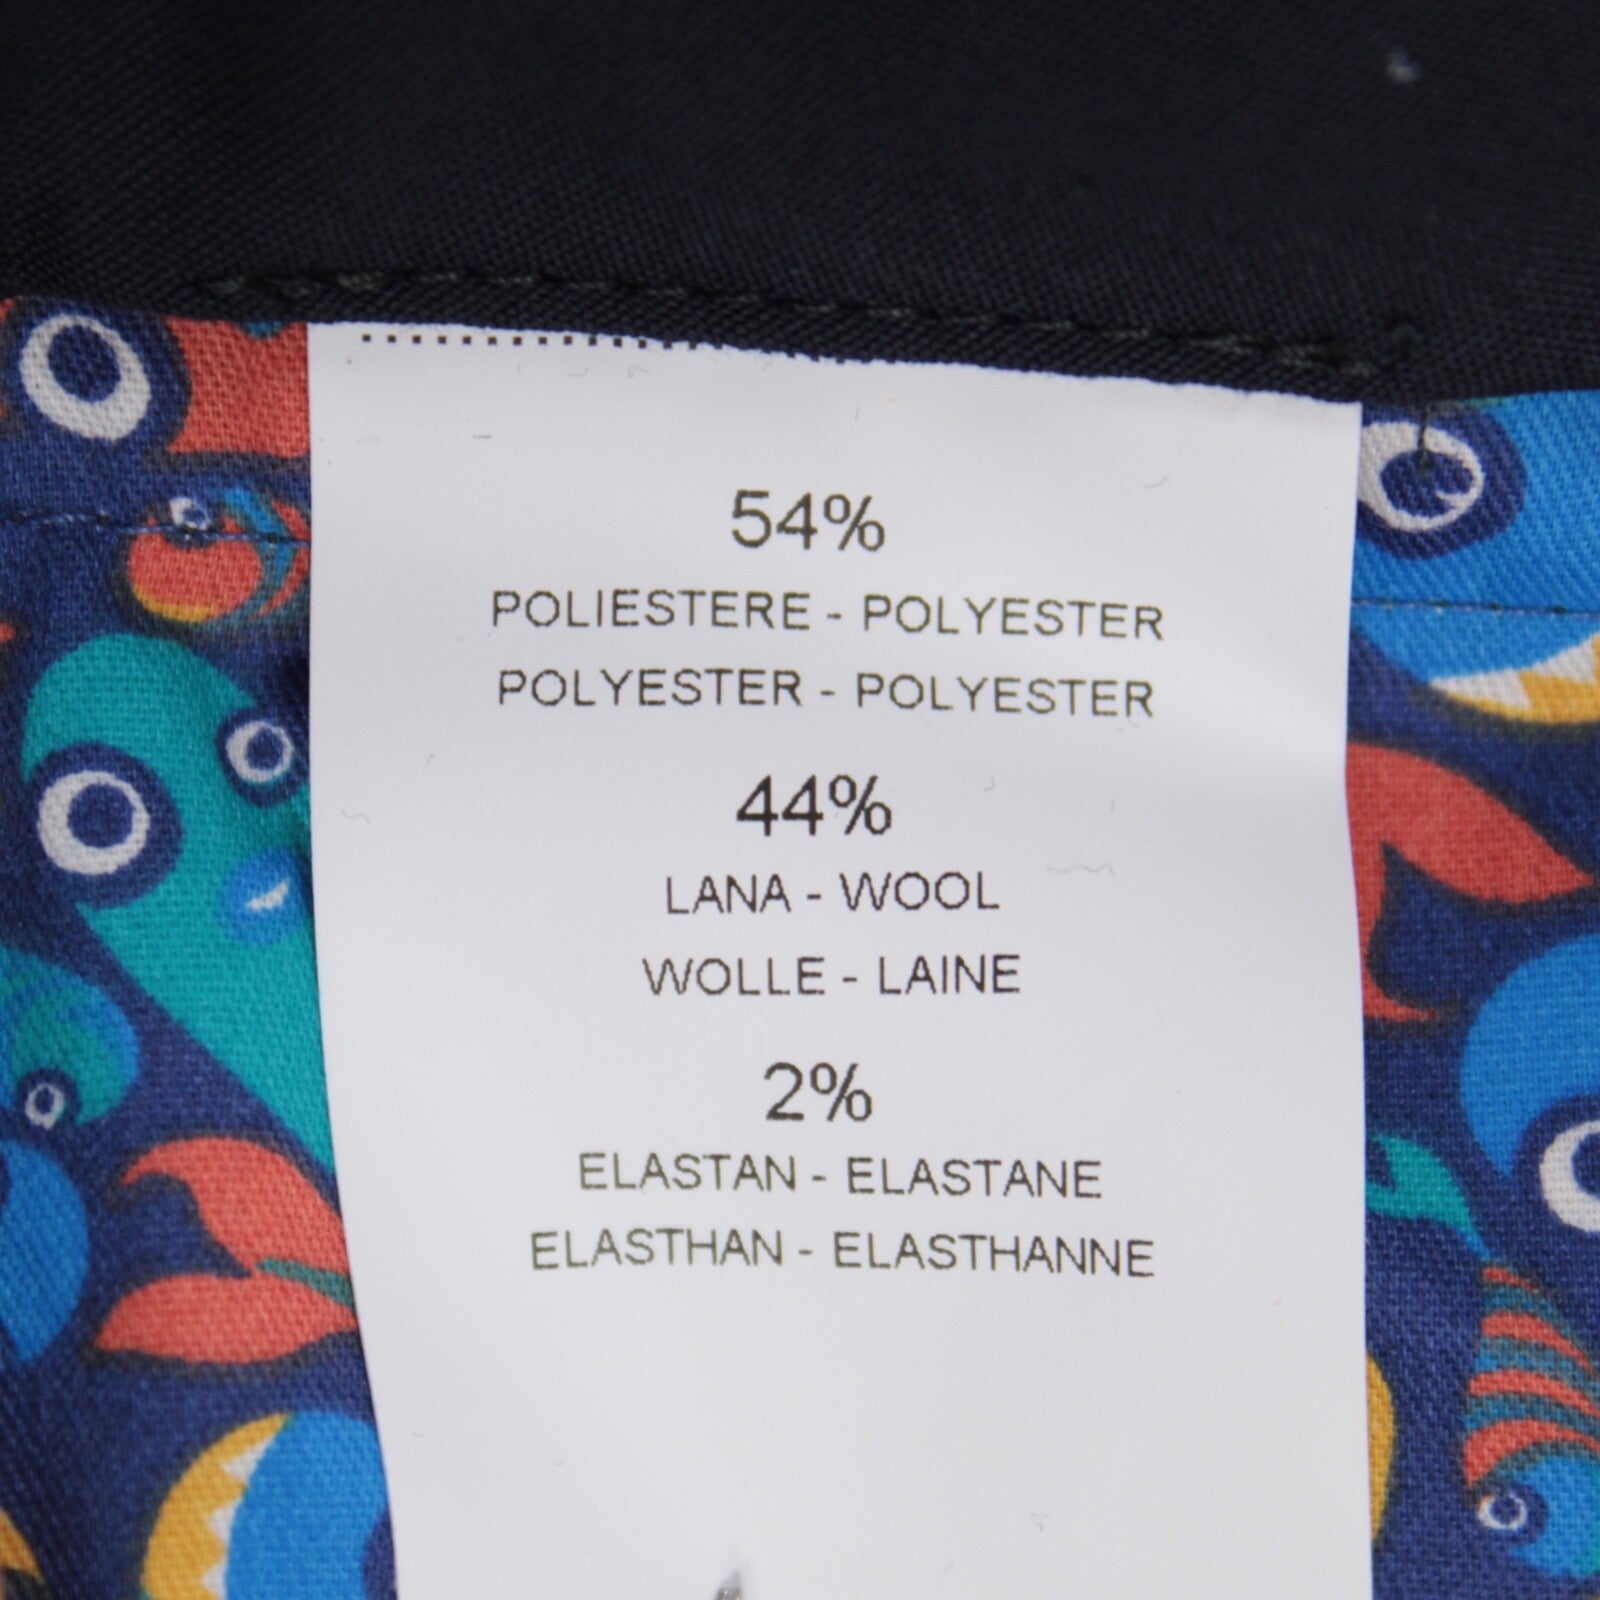 54%
POLIESTERE - POLYESTER
POLYESTER - POLYESTER
44%
LANA - WOOL
WOLLE - LAINE
2%
ELASTAN - ELASTANE
ELASTHAN - ELASTHANNE